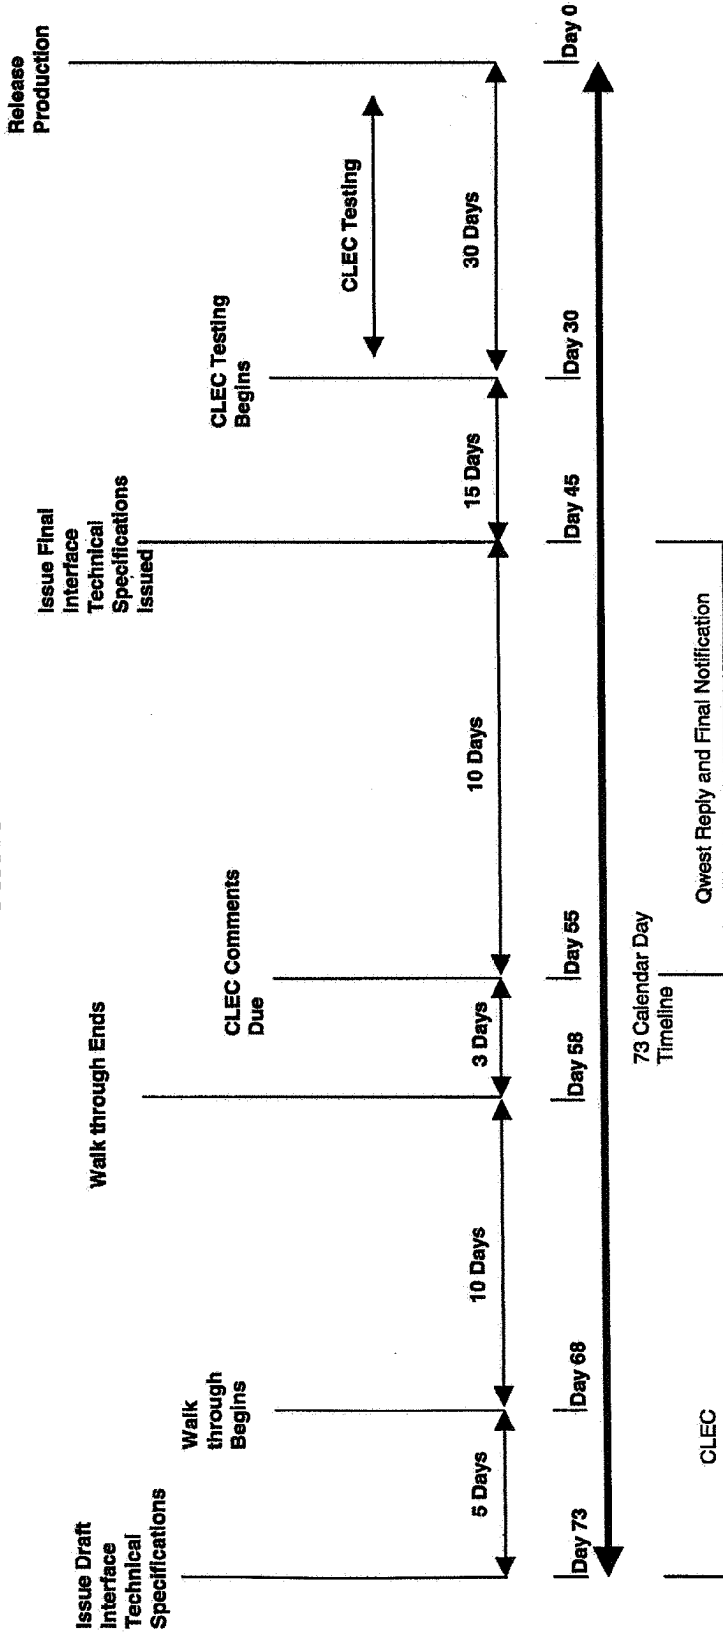 Issue Draft
Interface
Technical
Specifications
Walk
through
Begins
Walk through Ends
CLEC Comments
Due
Issue Final
Interface
Technical
Specifications
Issued
CLEC Testing
Begins
Release
Production
CLEC Testing
5 Days
10 Days
3 Days
10 Days
15 Days
30 Days
Day 73
Day 68
Day 58
Day 55
Day 45
Day 30
Day 0
73 Calendar Day
Timeline
CLEC
Qwest Reply and Final Notification